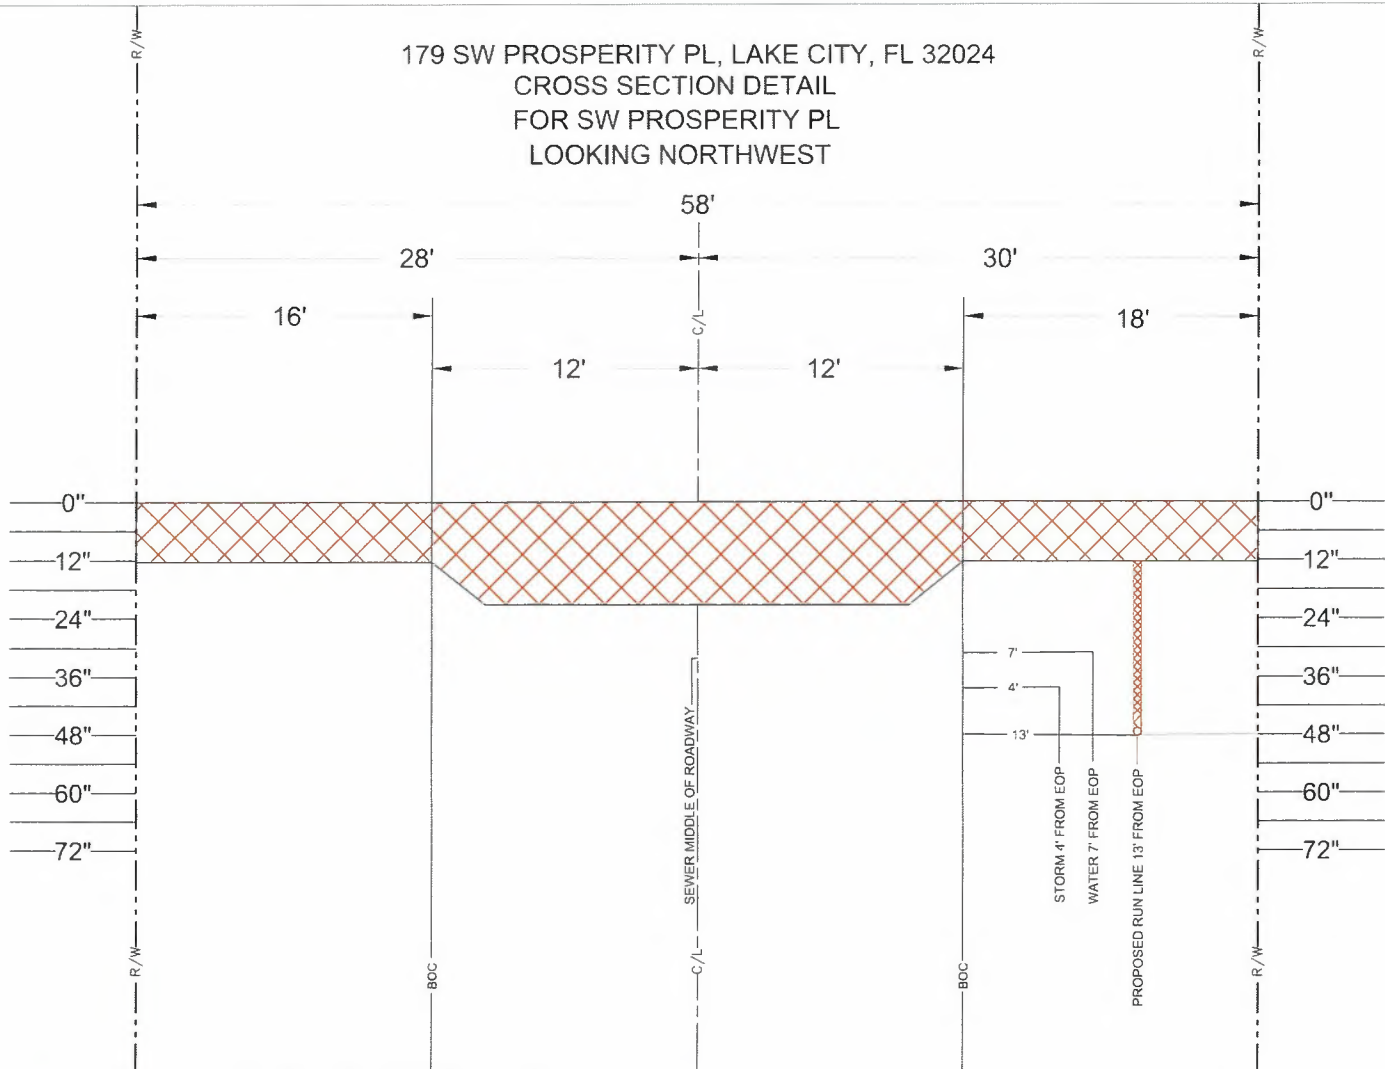 R/W
R/W
179 SW PROSPERITY PL, LAKE CITY, FL 32024
CROSS SECTION DETAIL
FOR SW PROSPERITY PL
LOOKING NORTHWEST
58'
28'
30'
16'
C/L
18'
12'
12'
0"
0"
12"
12"
24"
24"
36"
36"
48"
48"
60"
60"
72"
72"
7'
4'
13'
SEWER MIDDLE OF ROADWAY
STORM 4' FROM EOP
WATER 7' FROM EOP
PROPOSED RUN LINE 13' FROM EOP
R/W
BOC
C/L
BOC
R/W